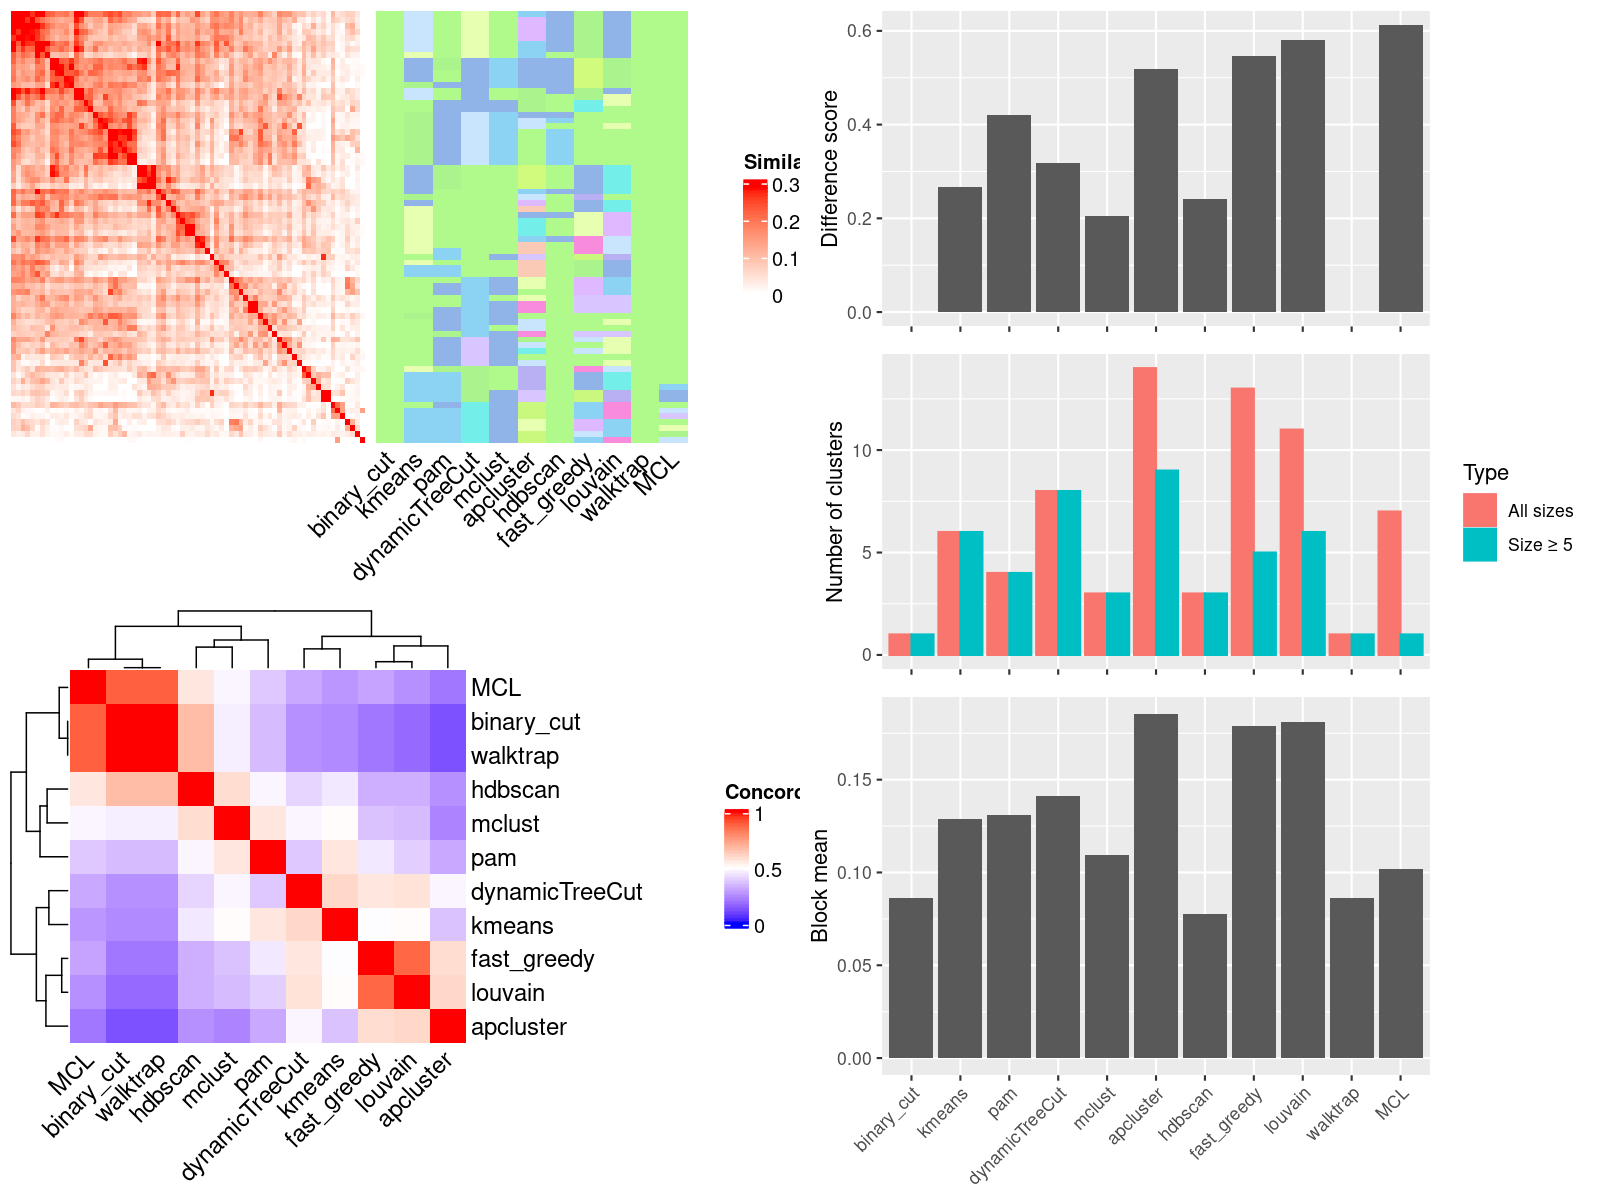 Simila
0.3
0.2
0.1
0
binary_cut
kmeans
pam
dynamicTreeCut
mclust
apcluster
hdbscan
fast_greedy
louvain
walktrap
MCL
MCL
binary_cut
walktrap
hdbscan
mclust
pam
dynamicTreeCut
kmeans
fast_greedy
louvain
apcluster
MCL
binary_cut
walktrap
hdbscan
mclust
pam
dynamicTreeCut
kmeans
fast_greedy
louvain
apcluster
Concord
1
0.5
0
Difference score
0.6
0.4
0.2
0.0
Number of clusters
10
5
0
Type
All sizes
Size ≥ 5
Block mean
0.15
0.10
0.05
0.00
binary_cut
kmeans
pam
dynamicTreeCut
mclust
apcluster
hdbscan
fast_greedy
louvain
walktrap
MCL